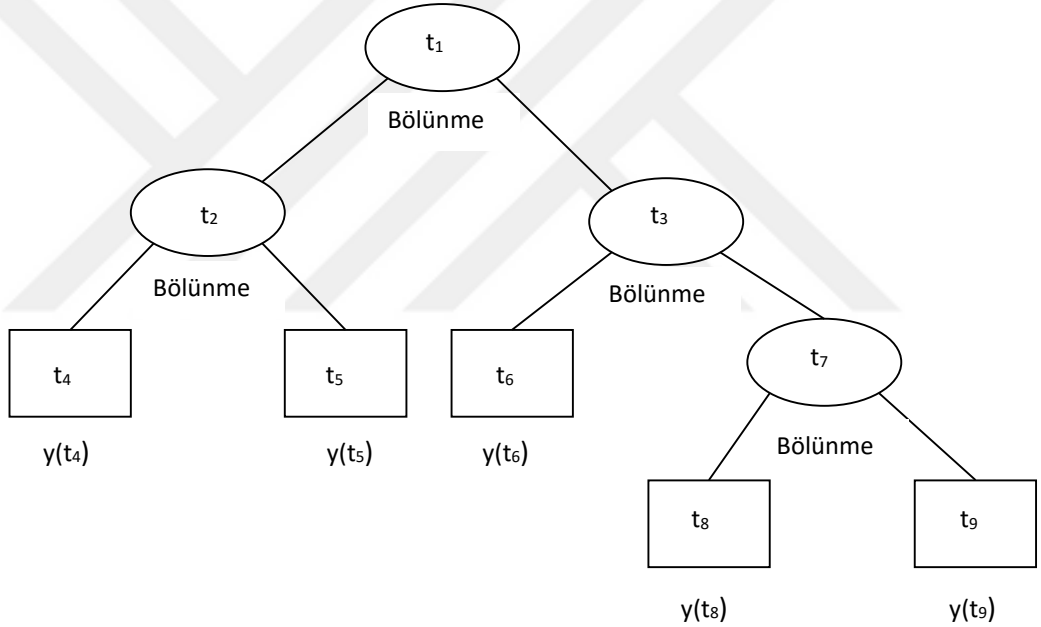 t₁
Bölünme
t₂
t₃
Bölünme
Bölünme
t₄
t₅
t₆
t₇
y(t₄)
y(t₅)
y(t₆)
Bölünme
t₈
t₉
y(t₈)
y(t₉)